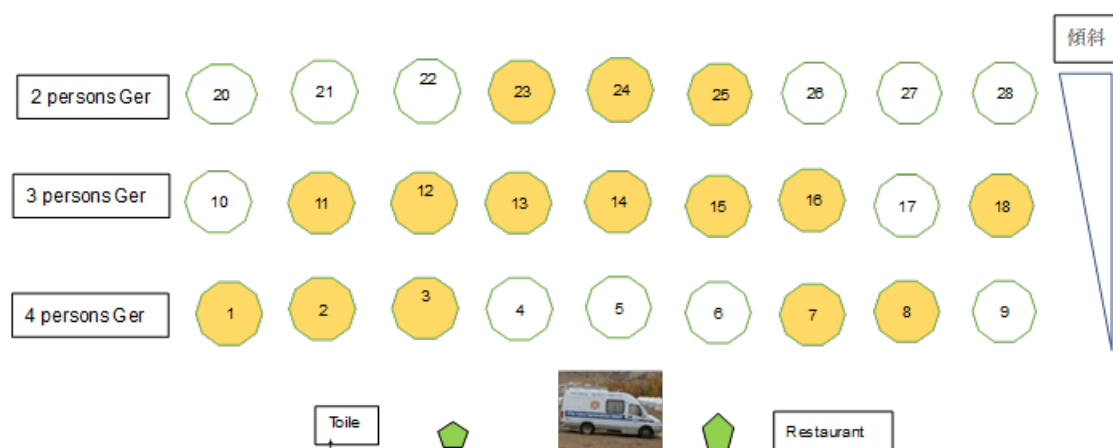 傾斜
2 persons Ger
20 21 22 23 24 25 26 27 28
3 persons Ger
10 11 12 13 14 15 16 17 18
4 persons Ger
1 2 3 4 5 6 7 8 9
Toile
Restaurant